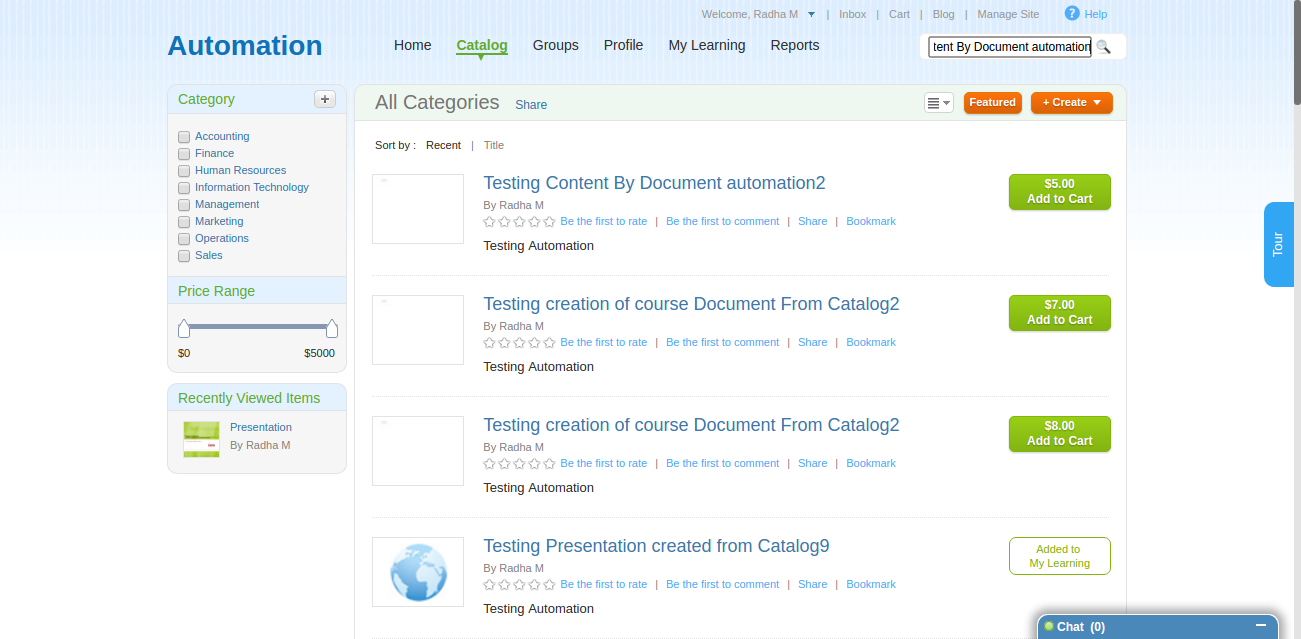 Welcome, Radha M | Inbox | Cart | Blog | Manage Site ? Help
Automation
Home Catalog Groups Profile My Learning Reports
tent By Document automation
Category +
Accounting
Finance
Human Resources
Information Technology
Management
Marketing
Operations
Sales
Price Range
$0 $5000
Recently Viewed Items
Presentation
By Radha M
All Categories Share
Featured + Create
Sort by : Recent | Title
Testing Content By Document automation2
By Radha M
Be the first to rate | Be the first to comment | Share | Bookmark
Testing Automation
$5.00
Add to Cart
Testing creation of course Document From Catalog2
By Radha M
Be the first to rate | Be the first to comment | Share | Bookmark
Testing Automation
$7.00
Add to Cart
Testing creation of course Document From Catalog2
By Radha M
Be the first to rate | Be the first to comment | Share | Bookmark
Testing Automation
$8.00
Add to Cart
Testing Presentation created from Catalog9
By Radha M
Be the first to rate | Be the first to comment | Share | Bookmark
Testing Automation
Added to
My Learning
Tour
Chat (0)